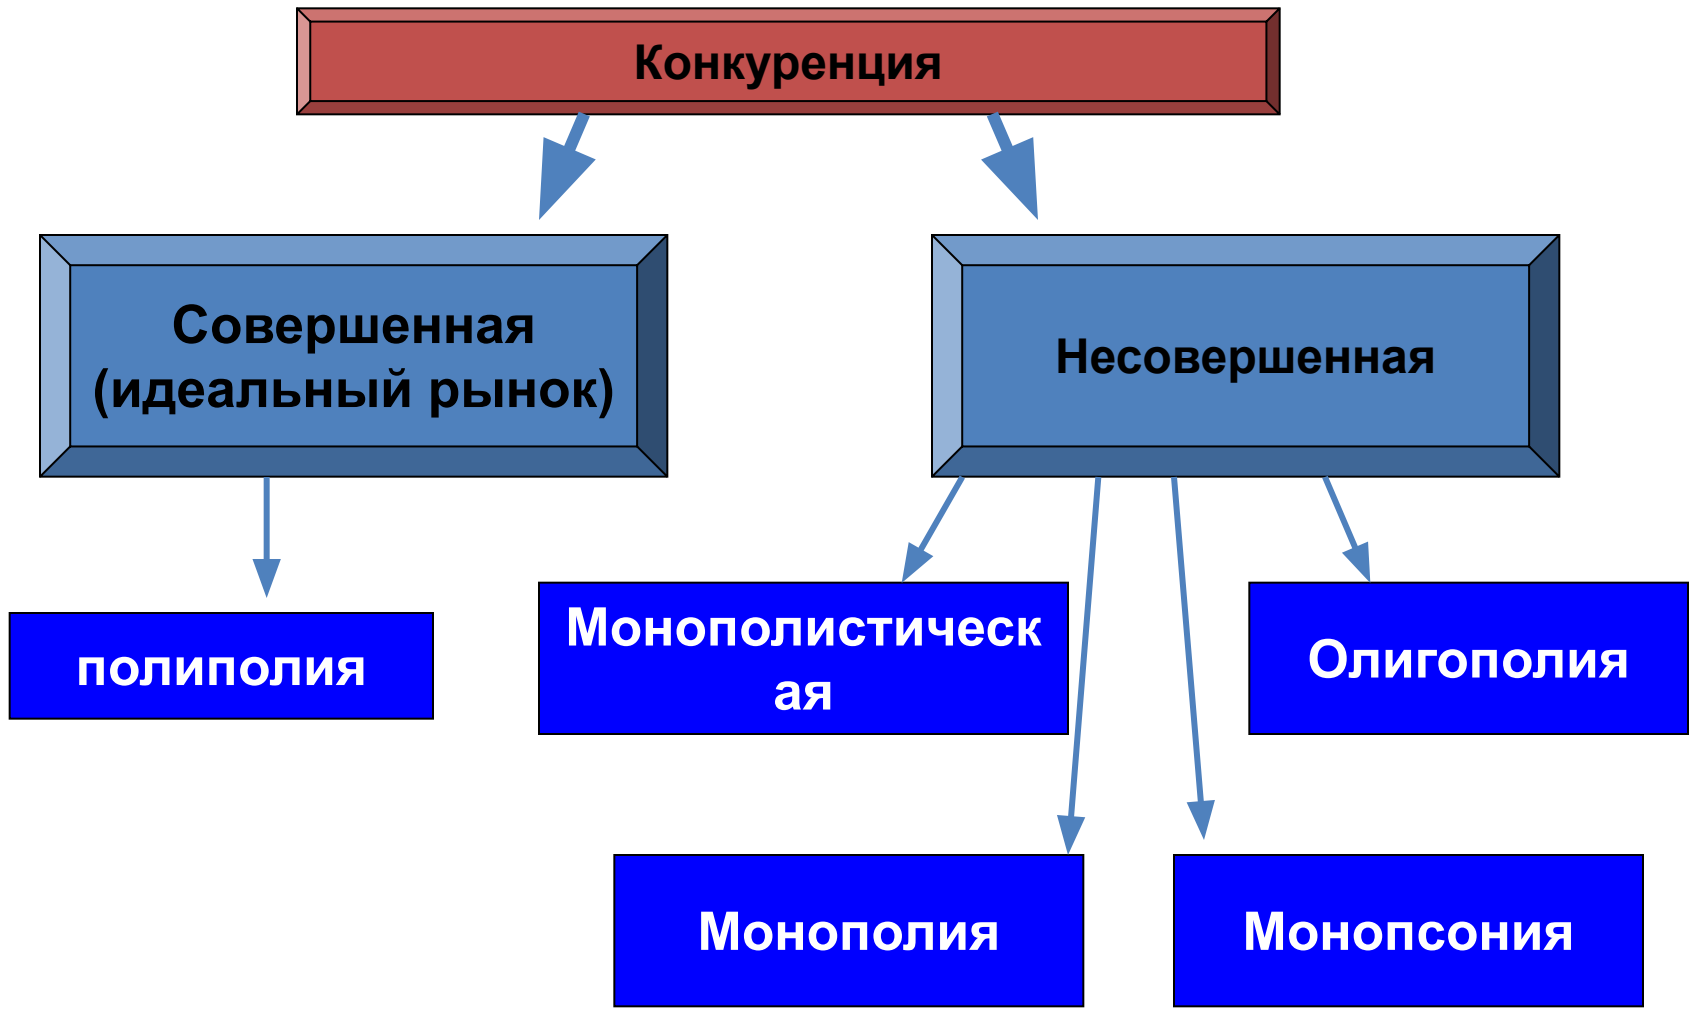 Конкуренция
Совершенная
(идеальный рынок)
Несовершенная
полиполия
Монополистическ
ая
Олигополия
Монополия
Монопсония